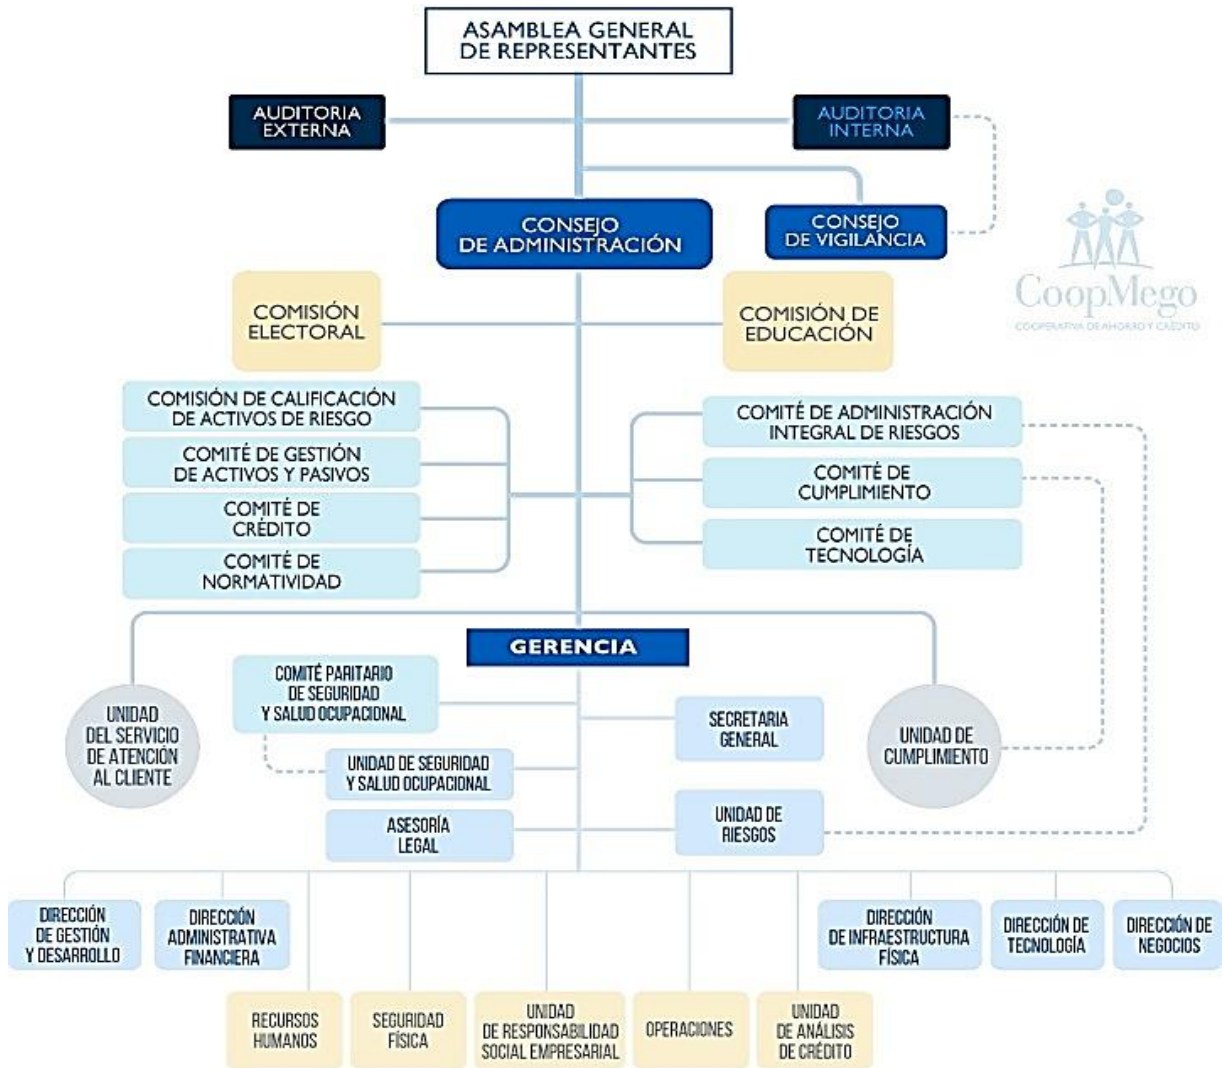 ASAMBLEA GENERAL
DE REPRESENTANTES
AUDITORIA
EXTERNA
AUDITORIA
INTERNA
CONSEJO
DE ADMINISTRACIÓN
CONSEJO
DE VIGILANCIA
CoopMego
COOPERATIVA DE AHORRO Y CRÉDITO
COMISIÓN
ELECTORAL
COMISIÓN DE
EDUCACIÓN
COMISIÓN DE CALIFICACIÓN
DE ACTIVOS DE RIESGO
COMITÉ DE GESTIÓN
DE ACTIVOS Y PASIVOS
COMITÉ DE
CRÉDITO
COMITÉ DE
NORMATIVIDAD
COMITÉ DE ADMINISTRACIÓN
INTEGRAL DE RIESGOS
COMITÉ DE
CUMPLIMIENTO
COMITÉ DE
TECNOLOGÍA
GERENCIA
UNIDAD
DEL SERVICIO
DE ATENCIÓN
AL CLIENTE
COMITÉ PARITARIO
DE SEGURIDAD
Y SALUD OCUPACIONAL
UNIDAD DE SEGURIDAD
Y SALUD OCUPACIONAL
ASESORÍA
LEGAL
SECRETARIA
GENERAL
UNIDAD DE
RIESGOS
UNIDAD DE
CUMPLIMIENTO
DIRECCIÓN
DE GESTIÓN
Y DESARROLLO
DIRECCIÓN
ADMINISTRATIVA
FINANCIERA
DIRECCIÓN
DE INFRAESTRUCTURA
FÍSICA
DIRECCIÓN DE
TECNOLOGÍA
DIRECCIÓN DE
NEGOCIOS
RECURSOS
HUMANOS
SEGURIDAD
FÍSICA
UNIDAD
DE RESPONSABILIDAD
SOCIAL EMPRESARIAL
OPERACIONES
UNIDAD
DE ANÁLISIS
DE CRÉDITO